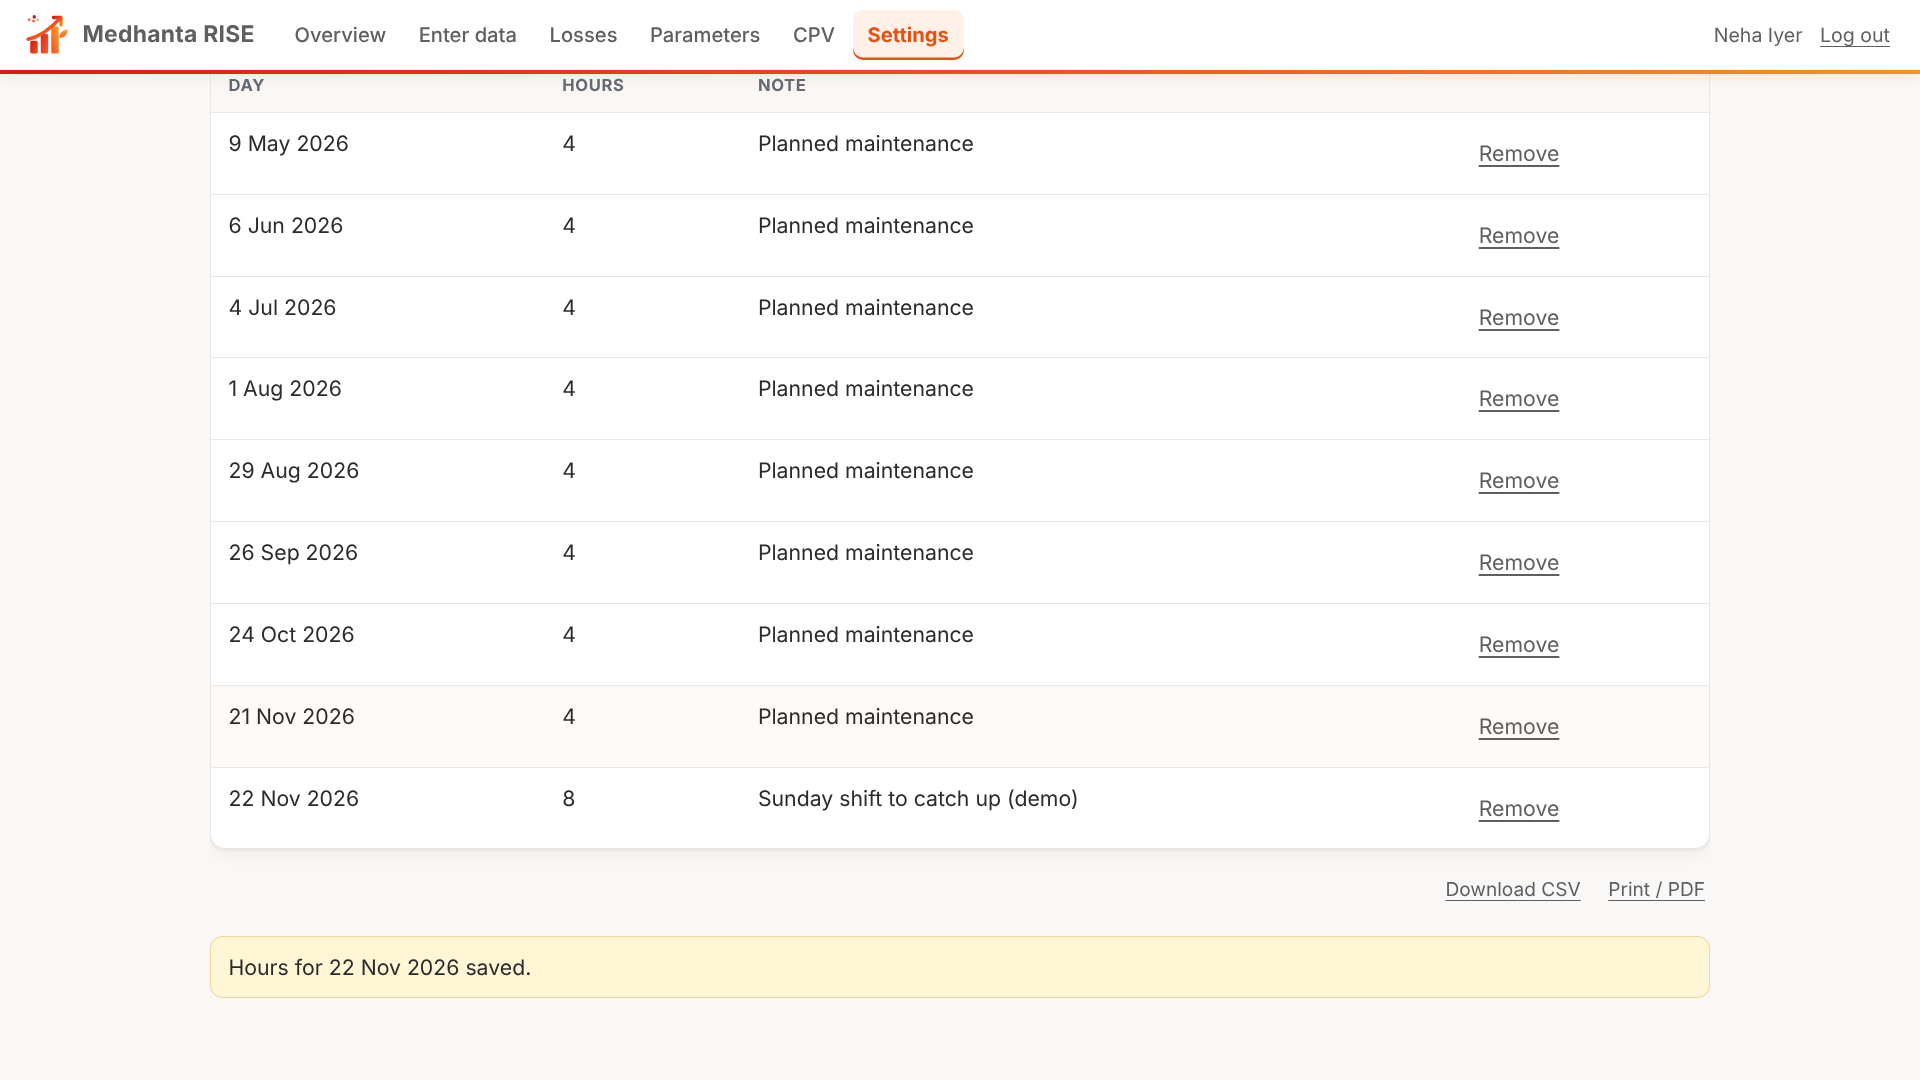 Medhanta RISE Overview Enter data Losses Parameters CPV Settings Neha Iyer Log out
DAY HOURS NOTE
9 May 2026 4 Planned maintenance Remove
6 Jun 2026 4 Planned maintenance Remove
4 Jul 2026 4 Planned maintenance Remove
1 Aug 2026 4 Planned maintenance Remove
29 Aug 2026 4 Planned maintenance Remove
26 Sep 2026 4 Planned maintenance Remove
24 Oct 2026 4 Planned maintenance Remove
21 Nov 2026 4 Planned maintenance Remove
22 Nov 2026 8 Sunday shift to catch up (demo) Remove
Download CSV Print / PDF
Hours for 22 Nov 2026 saved.